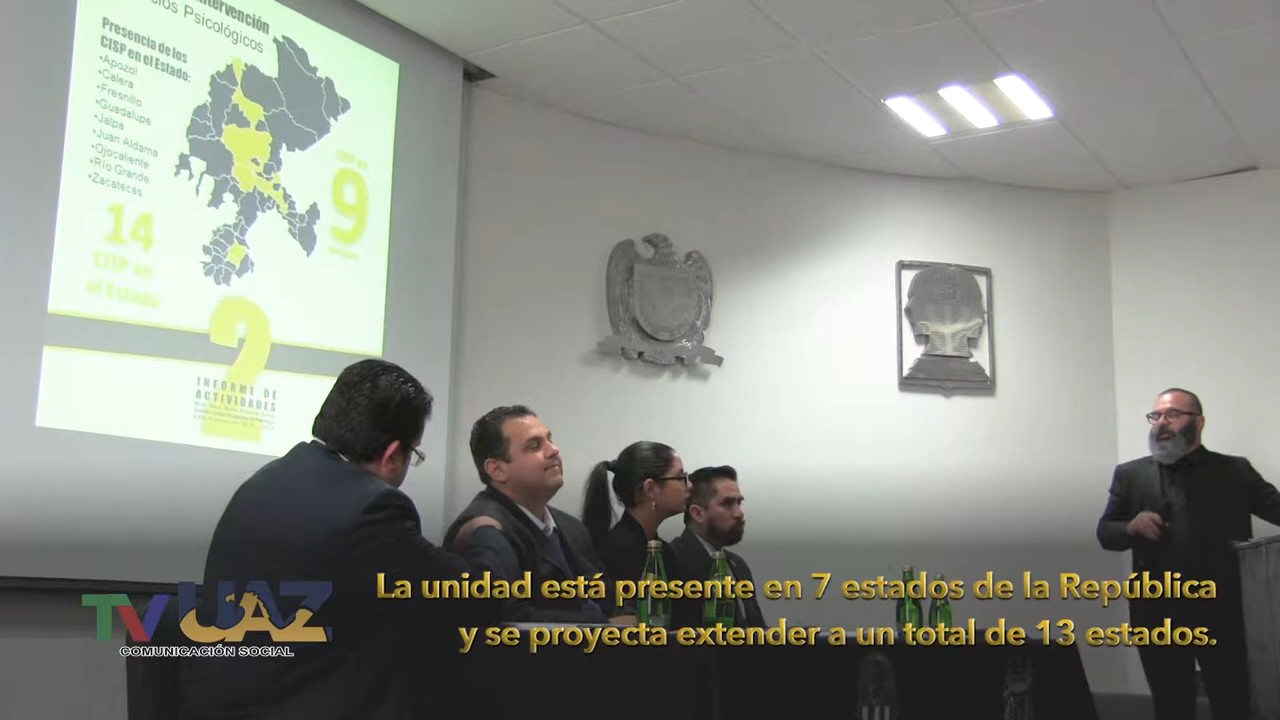 Intervención
Psicológicos
Presencia de los
CISP en el Estado:
•Apozol
•Calera
•Fresnillo
•Guadalupe
•Jalpa
•Juan Aldama
•Ojocaliente
•Río Grande
•Zacatecas
9
14
CISP en
el Estado
2
INFORME DE
ACTIVIDADES
TV UAZ
COMUNICACIÓN SOCIAL
La unidad está presente en 7 estados de la República
y se proyecta extender a un total de 13 estados.